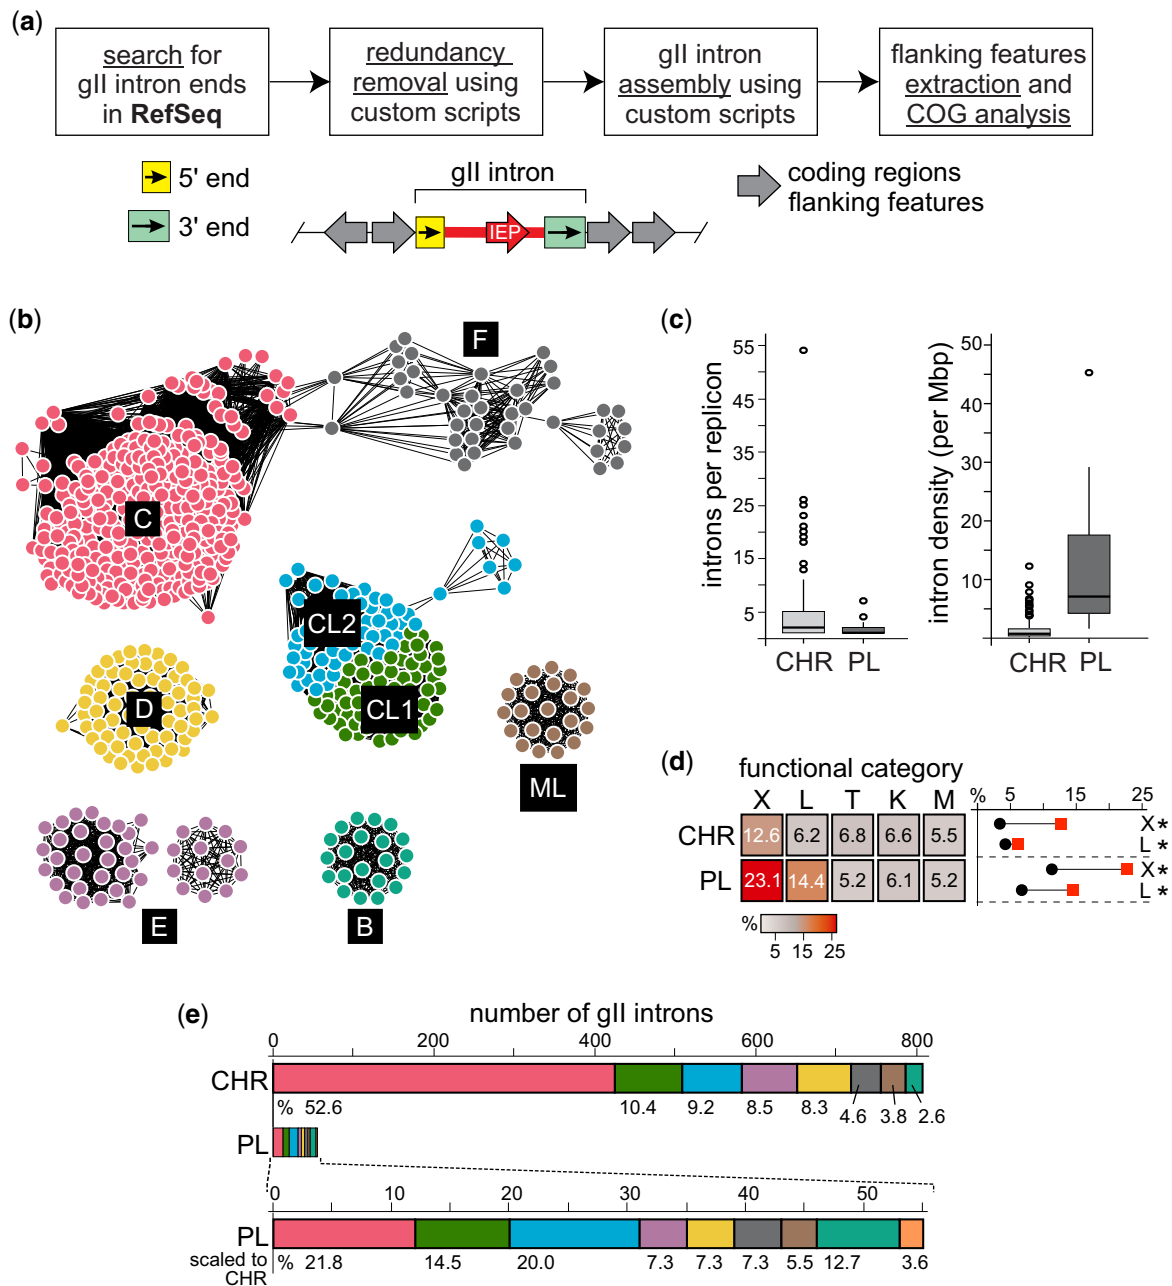 (a)
search for
gII intron ends
in RefSeq
redundancy
removal using
custom scripts
gII intron
assembly using
custom scripts
flanking features
extraction and
COG analysis
5' end
3' end
gII intron
IEP
coding regions
flanking features
(b)
F
C
CL2
CL1
D
ML
E
B
(c)
introns per replicon
55
45
35
25
15
5
CHR PL
intron density (per Mbp)
50
40
30
20
10
CHR PL
(d)
functional category
X L T K M
CHR 12.6 6.2 6.8 6.6 5.5
PL 23.1 14.4 5.2 6.1 5.2
% 5 15 25
% 5 15 25
X*
L*
X*
L*
(e)
number of gII introns
0 200 400 600 800
CHR
% 52.6 10.4 9.2 8.5 8.3 4.6 3.8 2.6
PL
0 10 20 30 40 50
PL
scaled to
CHR
% 21.8 14.5 20.0 7.3 7.3 7.3 5.5 12.7 3.6